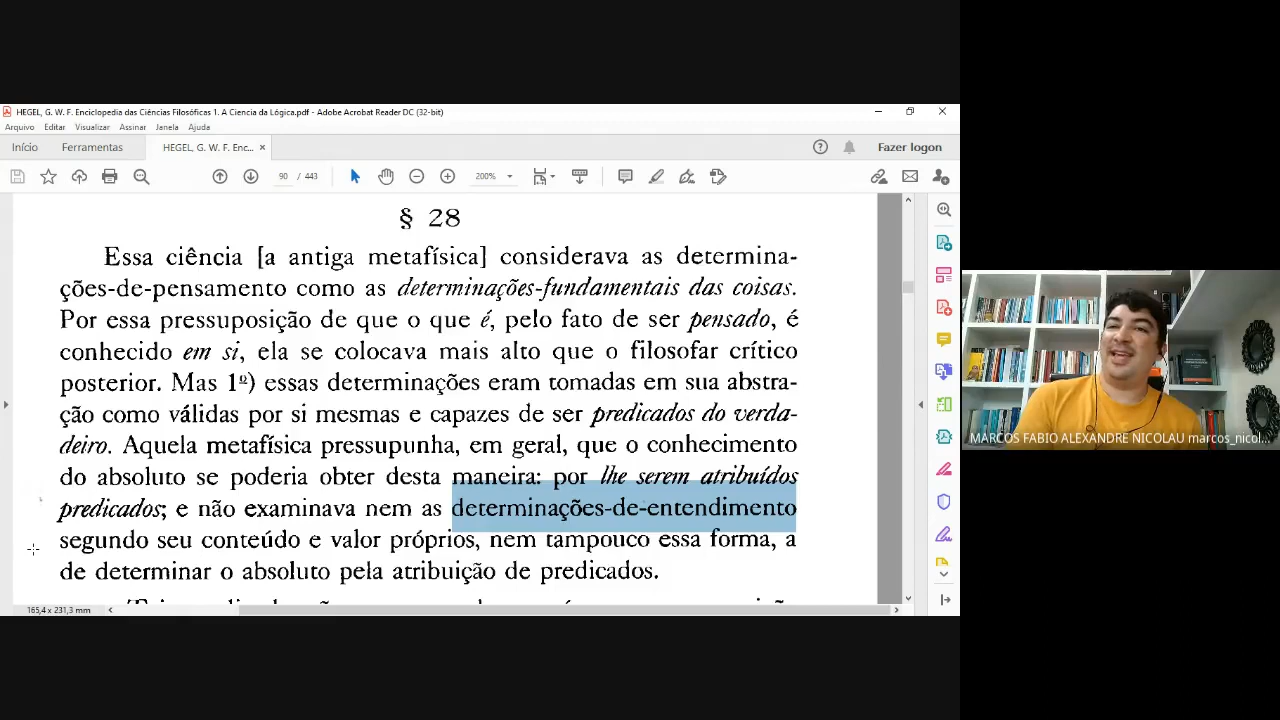 HEGEL, G. W. F. Enciclopedia das Ciências Filosóficas 1. A Ciencia da Lógica.pdf - Adobe Acrobat Reader DC (32-bit)
Arquivo Editar Visualizar Assinar Janela Ajuda
Início Ferramentas HEGEL, G. W. F. Enc... × Fazer logon
90 / 443 200%
§ 28
Essa ciência [a antiga metafísica] considerava as determina-
ções-de-pensamento como as determinações-fundamentais das coisas.
Por essa pressuposição de que o que é, pelo fato de ser pensado, é
conhecido em si, ela se colocava mais alto que o filosofar crítico
posterior. Mas 1º) essas determinações eram tomadas em sua abstra-
ção como válidas por si mesmas e capazes de ser predicados do verda-
deiro. Aquela metafísica pressupunha, em geral, que o conhecimento
do absoluto se poderia obter desta maneira: por lhe serem atribuídos
predicados; e não examinava nem as determinações-de-entendimento
segundo seu conteúdo e valor próprios, nem tampouco essa forma, a
de determinar o absoluto pela atribuição de predicados.
165,4 x 231,3 mm
MARCOS FABIO ALEXANDRE NICOLAU marcos_nicol...